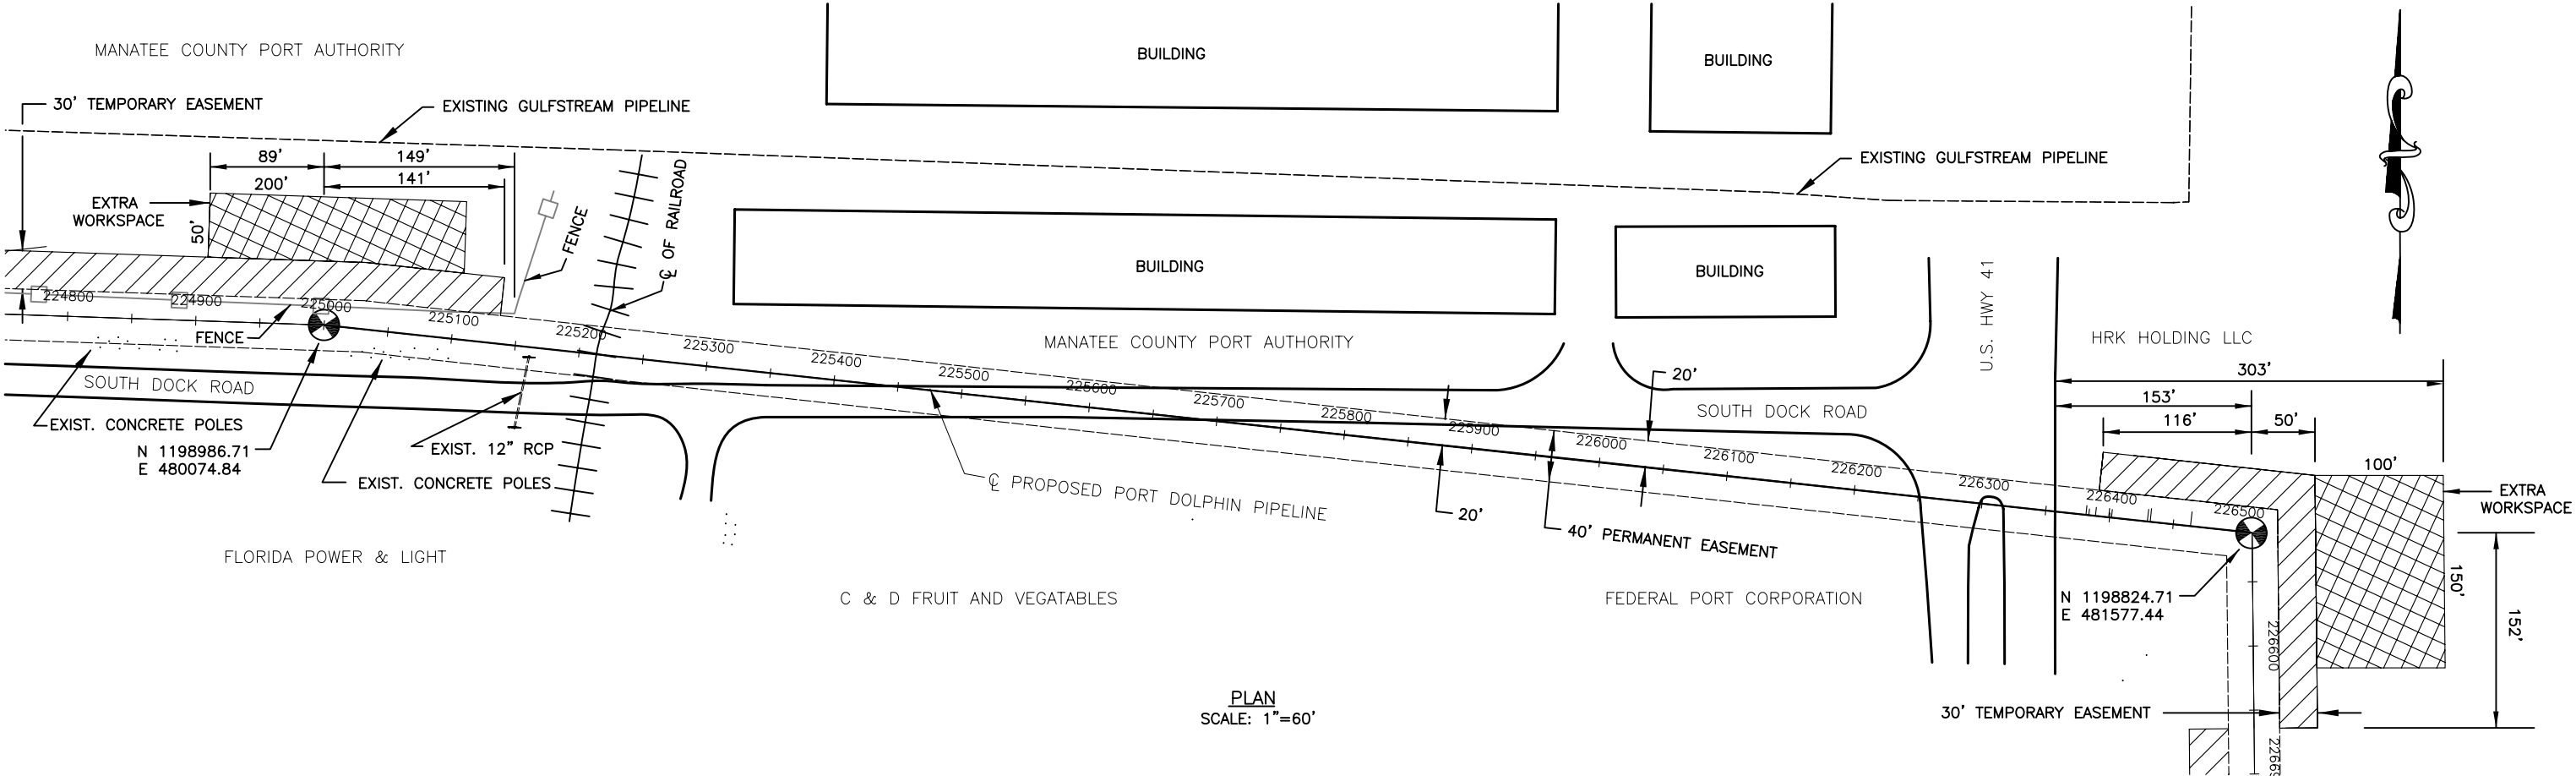 MANATEE COUNTY PORT AUTHORITY
BUILDING
BUILDING
30' TEMPORARY EASEMENT
EXISTING GULFSTREAM PIPELINE
89'
149'
200'
141'
EXTRA
WORKSPACE
50'
FENCE
℄ OF RAILROAD
EXISTING GULFSTREAM PIPELINE
BUILDING
BUILDING
U.S. HWY 41
224800
224900
225000
225100
225200
225300
225400
225500
225600
225700
225800
225900
226000
226100
226200
226300
226400
226500
226600
FENCE
MANATEE COUNTY PORT AUTHORITY
HRK HOLDING LLC
303'
153'
116'
50'
100'
EXTRA
WORKSPACE
150'
152'
20'
SOUTH DOCK ROAD
SOUTH DOCK ROAD
EXIST. CONCRETE POLES
N 1198986.71
E 480074.84
EXIST. 12" RCP
EXIST. CONCRETE POLES
℄ PROPOSED PORT DOLPHIN PIPELINE
20'
40' PERMANENT EASEMENT
FLORIDA POWER & LIGHT
C & D FRUIT AND VEGATABLES
FEDERAL PORT CORPORATION
N 1198824.71
E 481577.44
30' TEMPORARY EASEMENT
PLAN
SCALE: 1"=60'